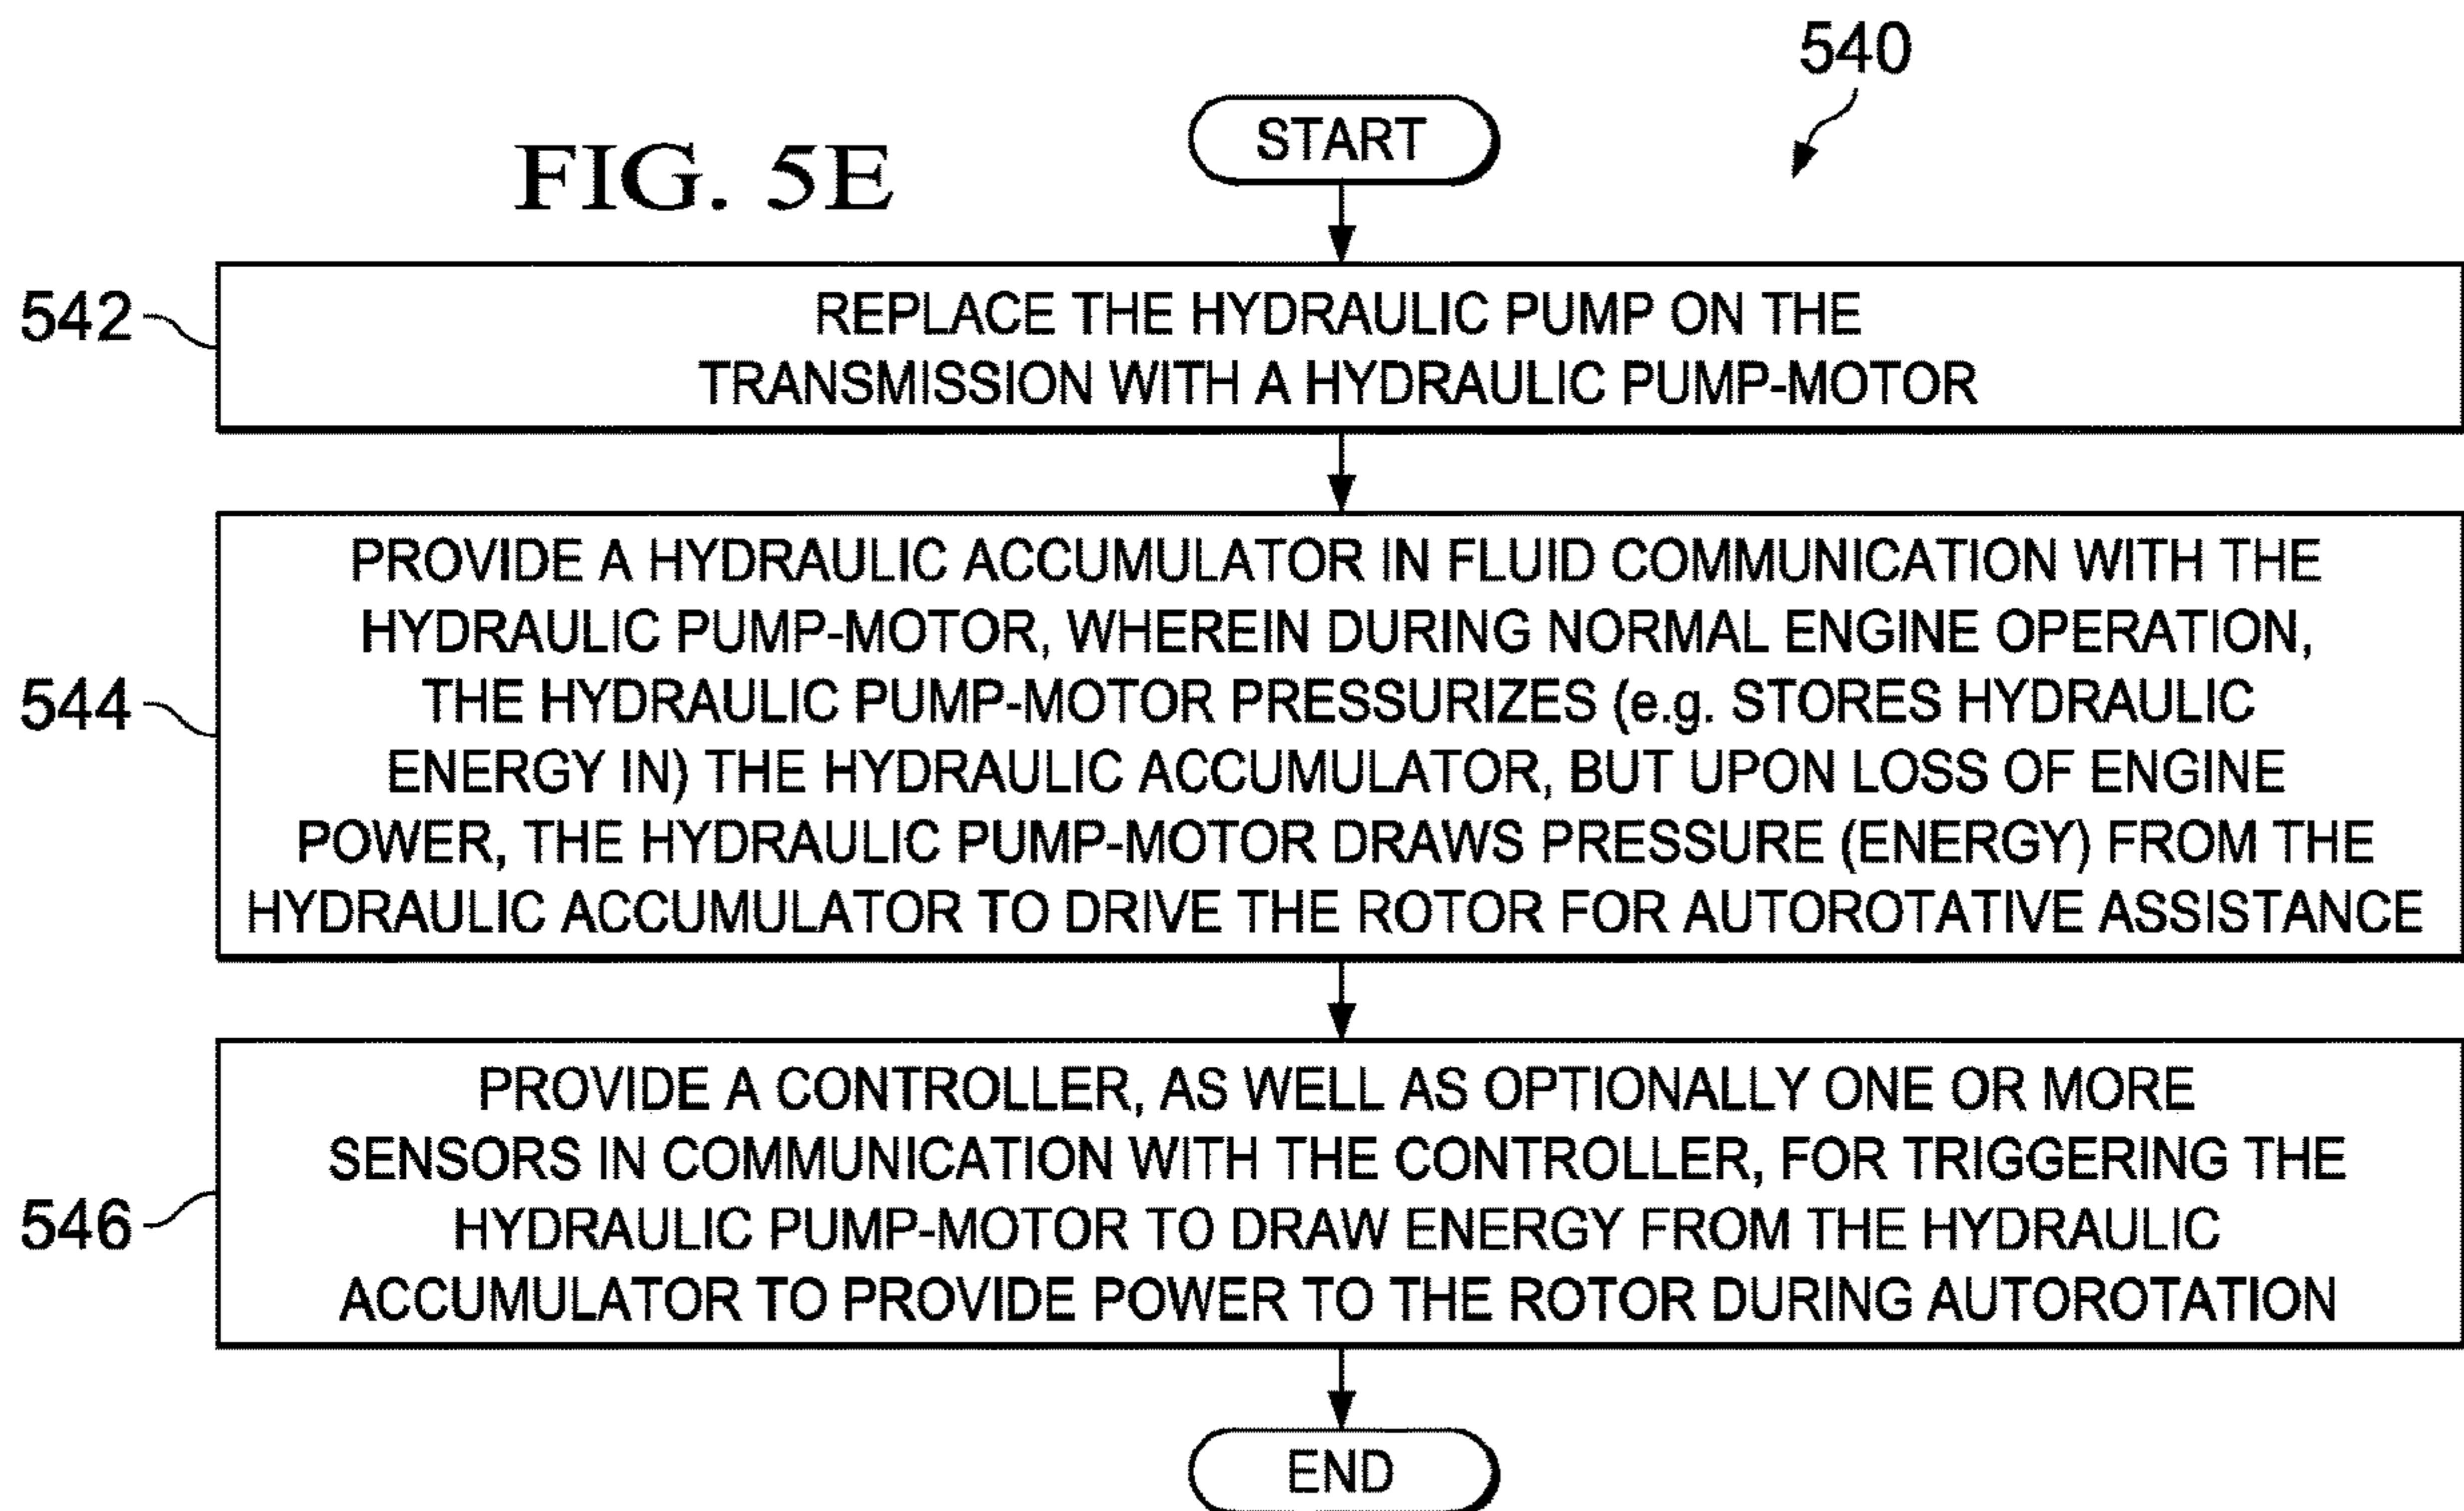 540
START
FIG. 5E
542
REPLACE THE HYDRAULIC PUMP ON THE
TRANSMISSION WITH A HYDRAULIC PUMP-MOTOR
544
PROVIDE A HYDRAULIC ACCUMULATOR IN FLUID COMMUNICATION WITH THE
HYDRAULIC PUMP-MOTOR, WHEREIN DURING NORMAL ENGINE OPERATION,
THE HYDRAULIC PUMP-MOTOR PRESSURIZES (e.g. STORES HYDRAULIC
ENERGY IN) THE HYDRAULIC ACCUMULATOR, BUT UPON LOSS OF ENGINE
POWER, THE HYDRAULIC PUMP-MOTOR DRAWS PRESSURE (ENERGY) FROM THE
HYDRAULIC ACCUMULATOR TO DRIVE THE ROTOR FOR AUTOROTATIVE ASSISTANCE
546
PROVIDE A CONTROLLER, AS WELL AS OPTIONALLY ONE OR MORE
SENSORS IN COMMUNICATION WITH THE CONTROLLER, FOR TRIGGERING THE
HYDRAULIC PUMP-MOTOR TO DRAW ENERGY FROM THE HYDRAULIC
ACCUMULATOR TO PROVIDE POWER TO THE ROTOR DURING AUTOROTATION
END